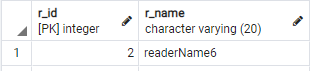 r_id r_name
[PK] integer character varying (20)
1 2 readerName6